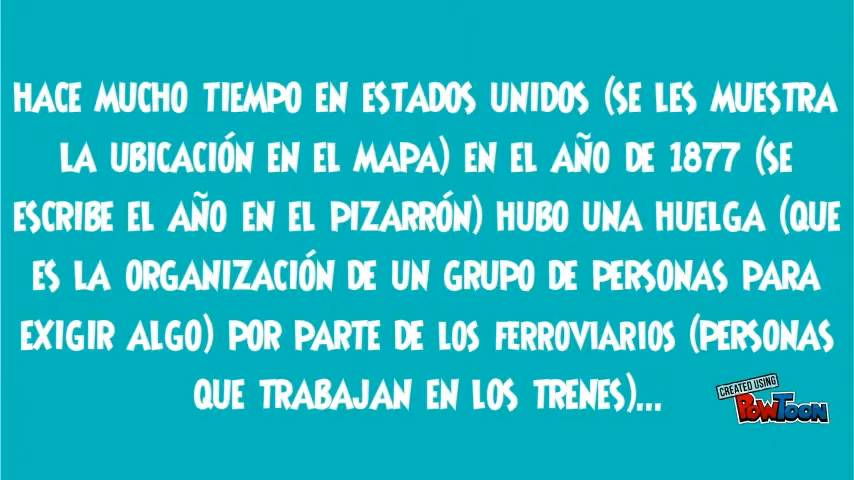 HACE MUCHO TIEMPO EN ESTADOS UNIDOS (SE LES MUESTRA
LA UBICACIÓN EN EL MAPA) EN EL AÑO DE 1877 (SE
ESCRIBE EL AÑO EN EL PIZARRÓN) HUBO UNA HUELGA (QUE
ES LA ORGANIZACIÓN DE UN GRUPO DE PERSONAS PARA
EXIGIR ALGO) POR PARTE DE LOS FERROVIARIOS (PERSONAS
QUE TRABAJAN EN LOS TRENES)...
CREATED USING
POWTOON